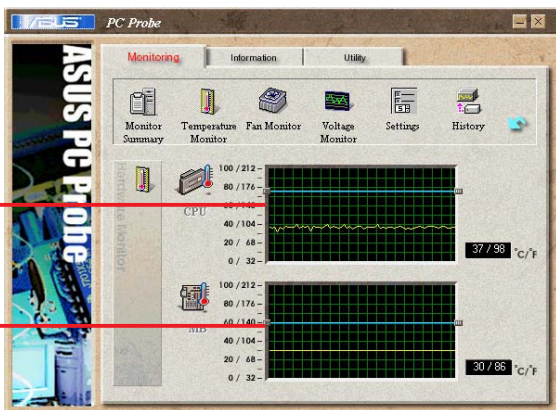 ASUS PC Probe
ASUS PC Probe
Monitoring Information Utility
Monitor Summary
Temperature Monitor
Fan Monitor
Voltage Monitor
Settings
History
Hardware Monitor
CPU
100 / 212
80 / 176
40 / 104
20 / 68
0 / 32
37 / 98 °C/°F
MB
100 / 212
80 / 176
60 / 140
40 / 104
20 / 68
0 / 32
30 / 86 °C/°F